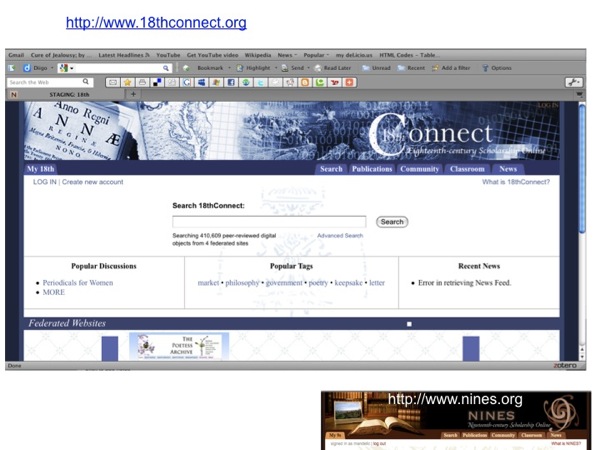 http://www.18thconnect.org
Gmail Cure of Jealousy; by ... Latest Headlines YouTube Get YouTube video Wikipedia News Popular my del.icio.us HTML Codes - Table...
Diigo Bookmark Highlight Send Read Later Unread Recent Add a filter Options
Search the Web
STAGING: 18th
LOG IN
Anno Regni
ANNÆ
REGINÆ
18th Connect
Eighteenth-century Scholarship Online
My 18th Search Publications Community Classroom News
LOG IN | Create new account What is 18thConnect?
Search 18thConnect:
Search
Searching 410,609 peer-reviewed digital objects from 4 federated sites
Advanced Search
Popular Discussions Popular Tags Recent News
• Periodicals for Women market • philosophy • government • poetry • keepsake • letter • Error in retrieving News Feed.
• MORE
Federated Websites
THE
POETESS
ARCHIVE
Done zotero
http://www.nines.org
NINES
Nineteenth-century Scholarship Online
My 9s Search Publications Community Classroom News
log out What is NINES?